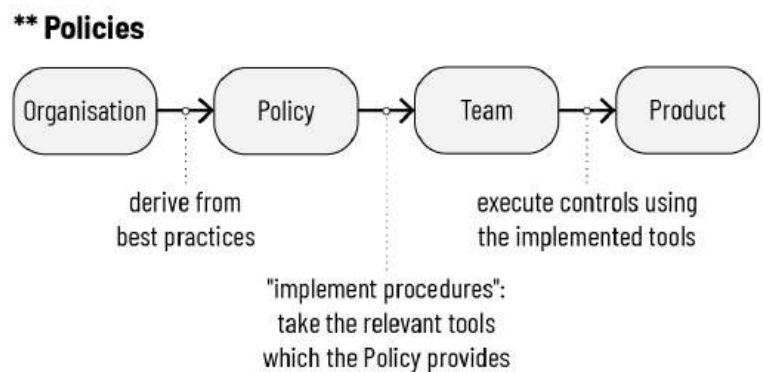 ** Policies
Organisation
Policy
Team
Product
derive from
best practices
execute controls using
the implemented tools
"implement procedures":
take the relevant tools
which the Policy provides